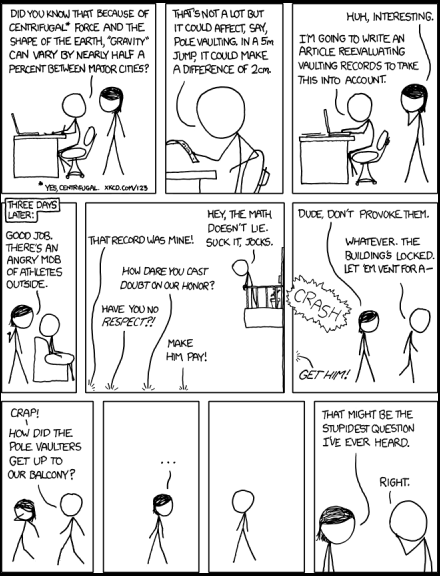 DID YOU KNOW THAT BECAUSE OF
CENTRIFUGAL* FORCE AND THE
SHAPE OF THE EARTH, "GRAVITY"
CAN VARY BY NEARLY HALF A
PERCENT BETWEEN MAJOR CITIES?
* YES, CENTRIFUGAL. XKCD.COM/123
THAT'S NOT A LOT BUT
IT COULD AFFECT, SAY,
POLE VAULTING. IN A 5m
JUMP, IT COULD MAKE
A DIFFERENCE OF 2cm.
HUH, INTERESTING.
I'M GOING TO WRITE AN
ARTICLE REEVALUATING
VAULTING RECORDS TO TAKE
THIS INTO ACCOUNT.
THREE DAYS
LATER:
GOOD JOB.
THERE'S AN
ANGRY MOB
OF ATHLETES
OUTSIDE.
THAT RECORD WAS MINE!
HOW DARE YOU CAST
DOUBT ON OUR HONOR?
HAVE YOU NO
RESPECT?!
MAKE
HIM PAY!
HEY, THE MATH
DOESN'T LIE.
SUCK IT, JOCKS.
DUDE, DON'T PROVOKE THEM.
WHATEVER. THE
BUILDING'S LOCKED.
LET 'EM VENT FOR A—
CRASH
GET HIM!
CRAP!
HOW DID THE
POLE VAULTERS
GET UP TO
OUR BALCONY?
...
THAT MIGHT BE THE
STUPIDEST QUESTION
I'VE EVER HEARD.
RIGHT.